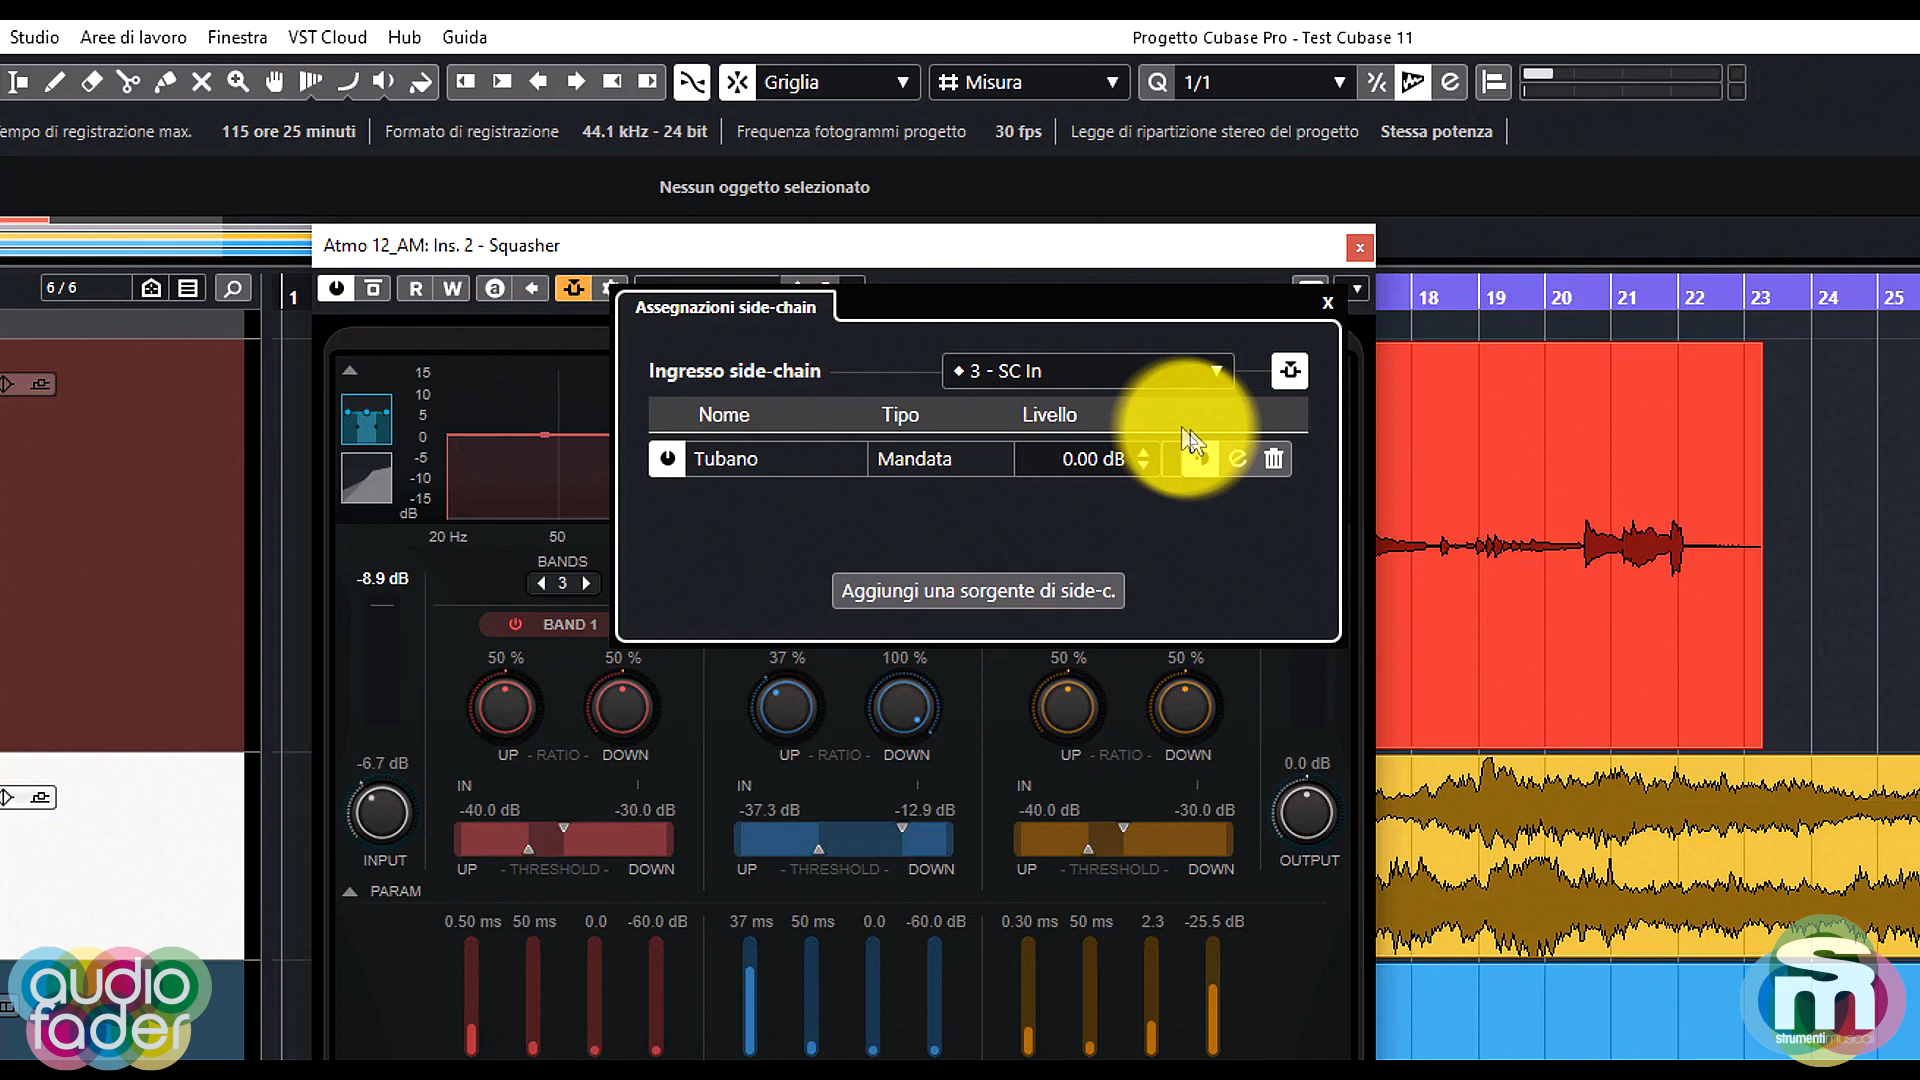 Studio Aree di lavoro Finestra VST Cloud Hub Guida
Progetto Cubase Pro - Test Cubase 11
Griglia Misura Q 1/1
empo di registrazione max. 115 ore 25 minuti Formato di registrazione 44.1 kHz - 24 bit Frequenza fotogrammi progetto 30 fps Legge di ripartizione stereo del progetto Stessa potenza
Nessun oggetto selezionato
Atmo 12_AM: Ins. 2 - Squasher x
6 / 6 1 R W a 18 19 20 21 22 23 24 25
Assegnazioni side-chain x
Ingresso side-chain 3 - SC In
Nome Tipo Livello
Tubano Mandata 0.00 dB
Aggiungi una sorgente di side-c.
15
10
5
0
-5
-10
-15
dB
20 Hz 50
BANDS
3
-8.9 dB
BAND 1
50 % 50 % 37 % 100 % 50 % 50 %
UP - RATIO - DOWN UP - RATIO - DOWN UP - RATIO - DOWN
-6.7 dB 0.0 dB
IN IN IN
-40.0 dB -30.0 dB -37.3 dB -12.9 dB -40.0 dB -30.0 dB
INPUT OUTPUT
UP - THRESHOLD - DOWN UP - THRESHOLD - DOWN UP - THRESHOLD - DOWN
PARAM
0.50 ms 50 ms 0.0 -60.0 dB 37 ms 50 ms 0.0 -60.0 dB 0.30 ms 50 ms 2.3 -25.5 dB
audio
fader
sm
strumentimusicali